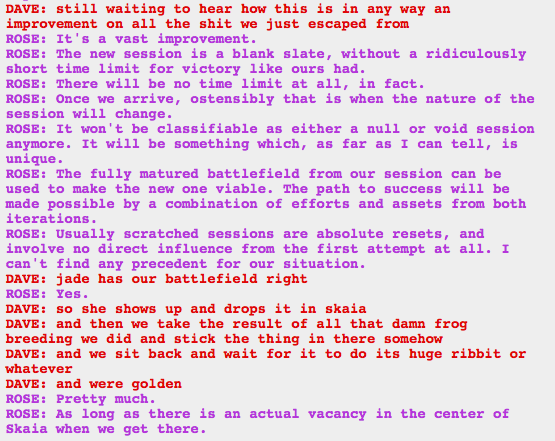 DAVE: still waiting to hear how this is in any way an
improvement on all the shit we just escaped from
ROSE: It's a vast improvement.
ROSE: The new session is a blank slate, without a ridiculously
short time limit for victory like ours had.
ROSE: There will be no time limit at all, in fact.
ROSE: Once we arrive, ostensibly that is when the nature of the
session will change.
ROSE: It won't be classifiable as either a null or void session
anymore. It will be something which, as far as I can tell, is
unique.
ROSE: The fully matured battlefield from our session can be
used to make the new one viable. The path to success will be
made possible by a combination of efforts and assets from both
iterations.
ROSE: Usually scratched sessions are absolute resets, and
involve no direct influence from the first attempt at all. I
can't find any precedent for our situation.
DAVE: jade has our battlefield right
ROSE: Yes.
DAVE: so she shows up and drops it in skaia
DAVE: and then we take the result of all that damn frog
breeding we did and stick the thing in there somehow
DAVE: and we sit back and wait for it to do its huge ribbit or
whatever
DAVE: and were golden
ROSE: Pretty much.
ROSE: As long as there is an actual vacancy in the center of
Skaia when we get there.